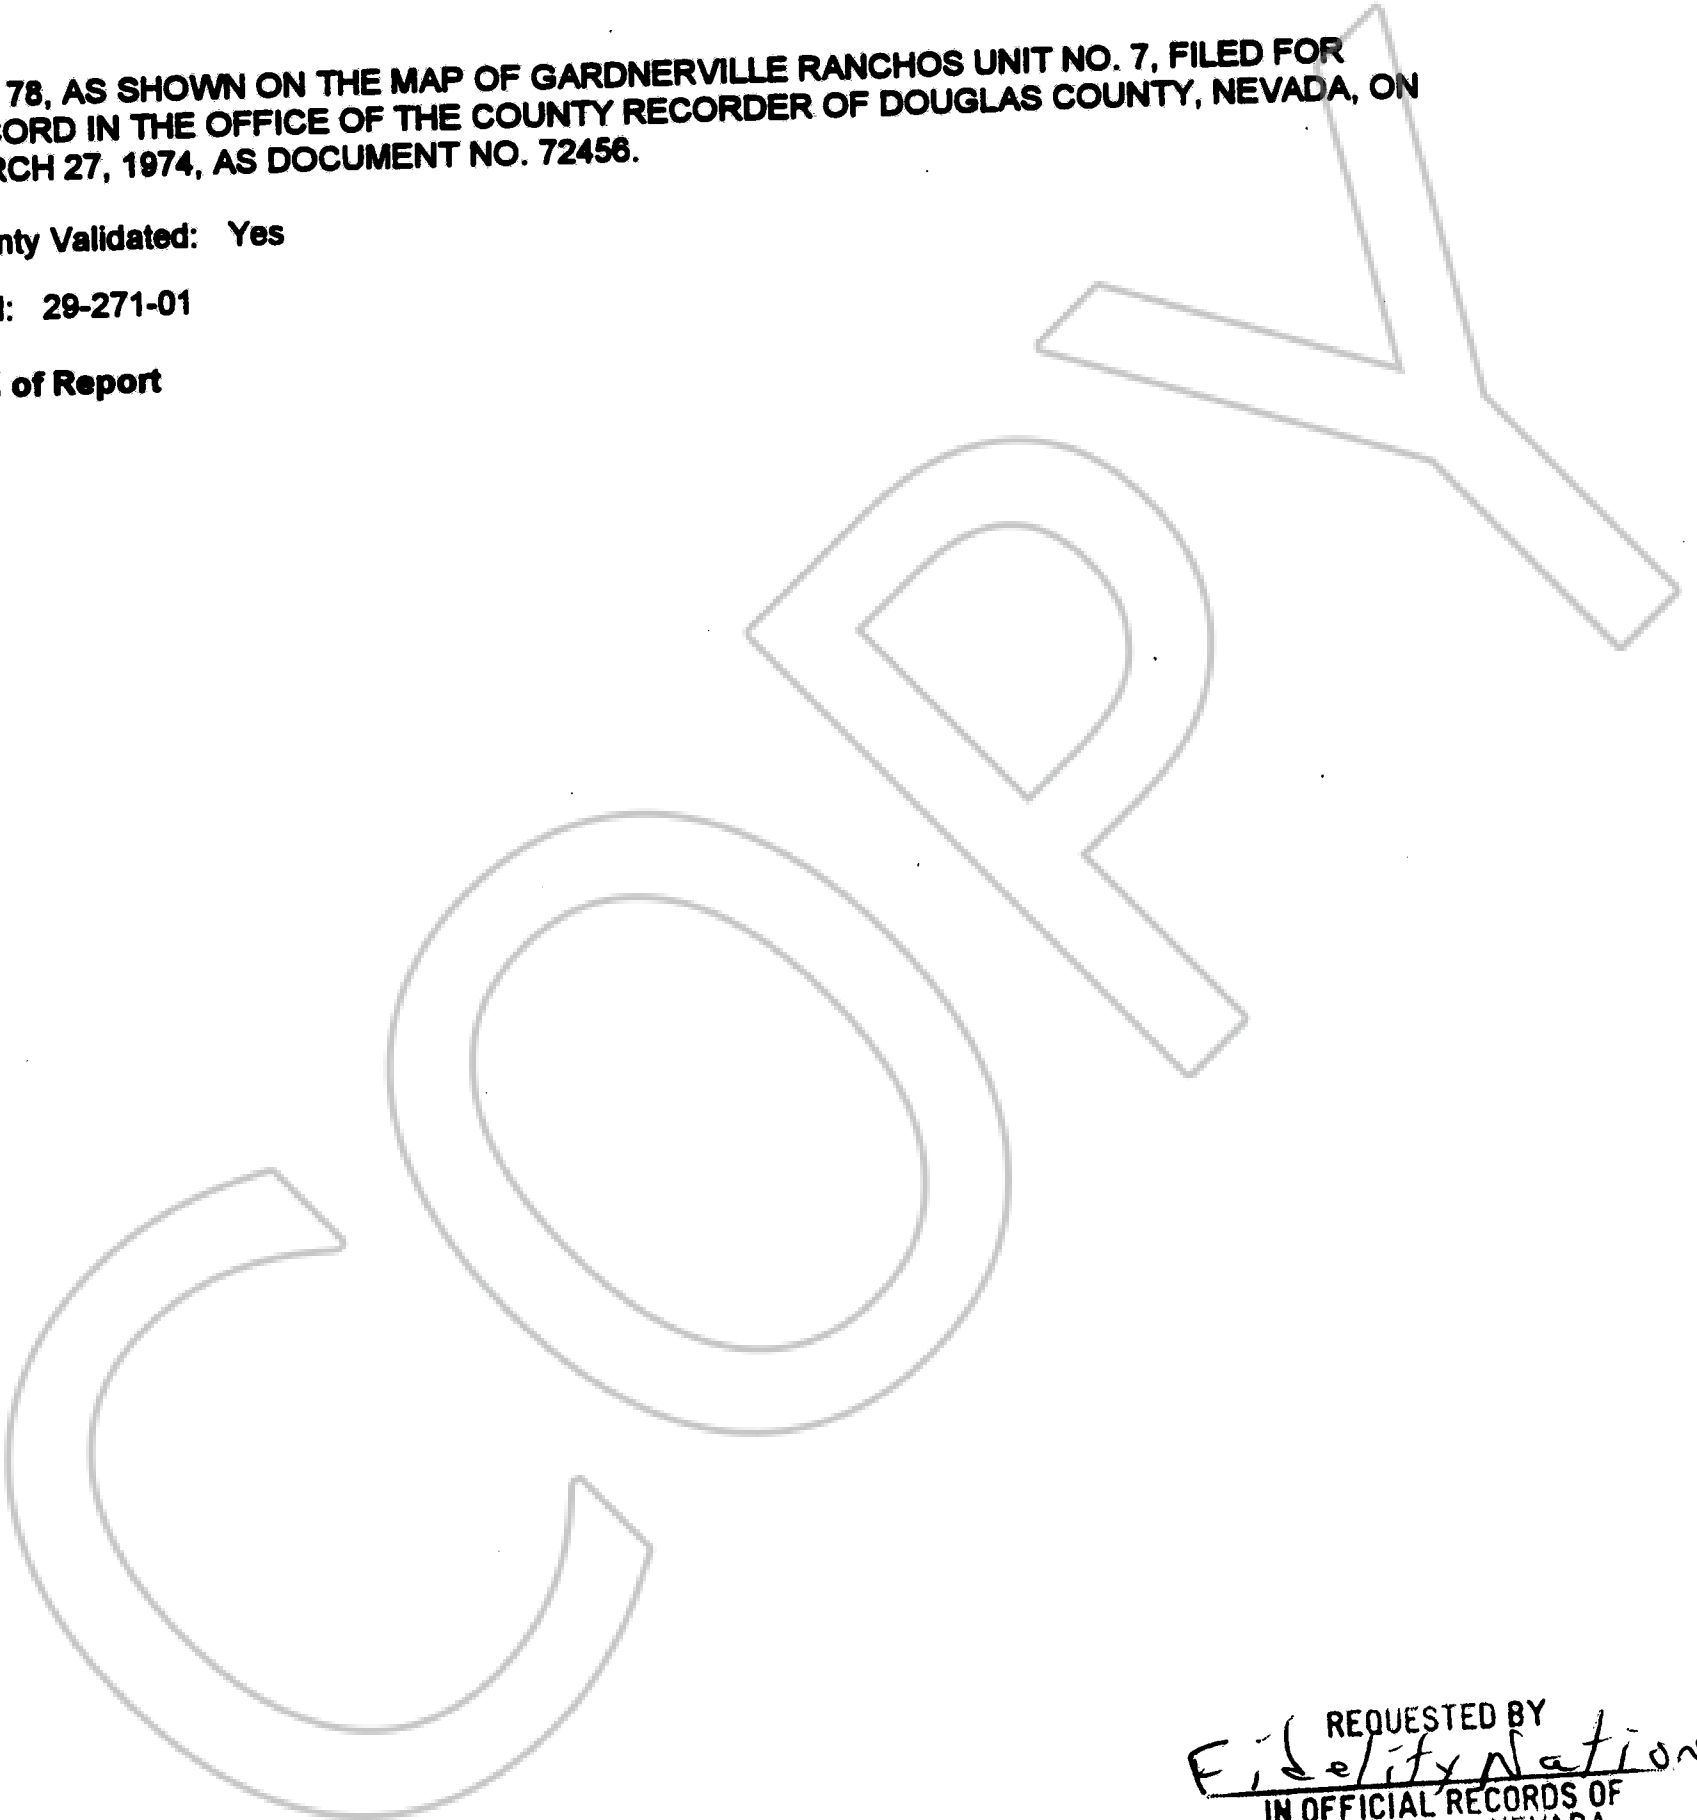 78, AS SHOWN ON THE MAP OF GARDNERVILLE RANCHOS UNIT NO. 7, FILED FOR
CORD IN THE OFFICE OF THE COUNTY RECORDER OF DOUGLAS COUNTY, NEVADA, ON
RCH 27, 1974, AS DOCUMENT NO. 72456.
nty Validated: Yes
: 29-271-01
of Report
COPY
REQUESTED BY
Fidelity Nation
IN OFFICIAL RECORDS OF
NEVADA